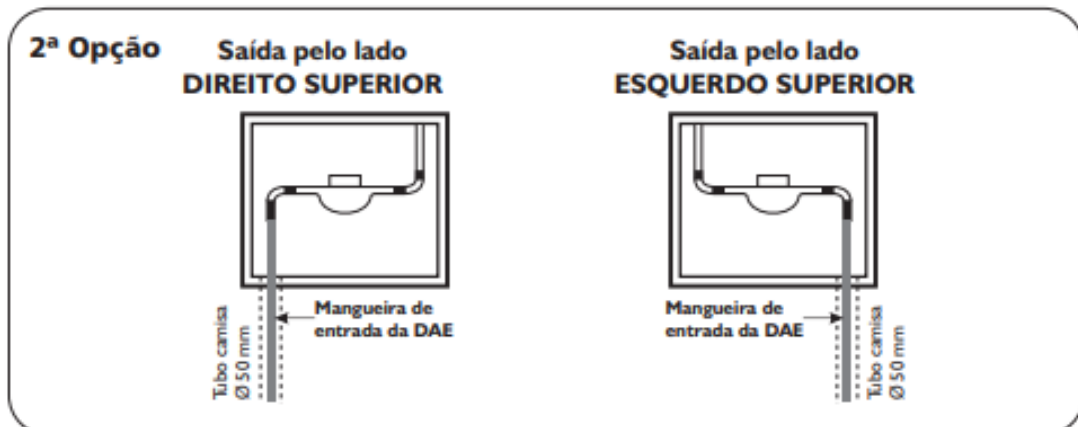 2ª Opção
Saída pelo lado
DIREITO SUPERIOR
Saída pelo lado
ESQUERDO SUPERIOR
Tubo camisa
Ø 50 mm
Mangueira de
entrada da DAE
Mangueira de
entrada da DAE
Tubo camisa
Ø 50 mm